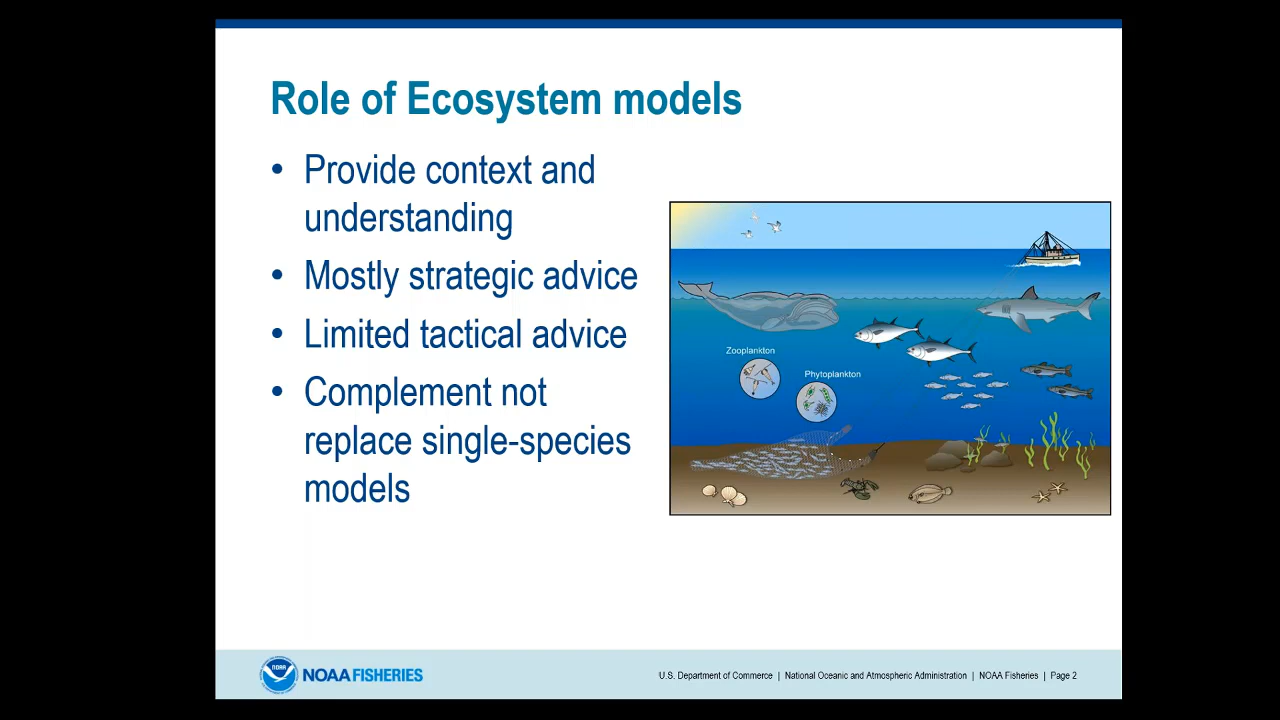 Role of Ecosystem models
• Provide context and
understanding
• Mostly strategic advice
• Limited tactical advice
• Complement not
replace single-species
models
Zooplankton
Phytoplankton
NOAA
NOAA FISHERIES
U.S. Department of Commerce | National Oceanic and Atmospheric Administration | NOAA Fisheries | Page 2